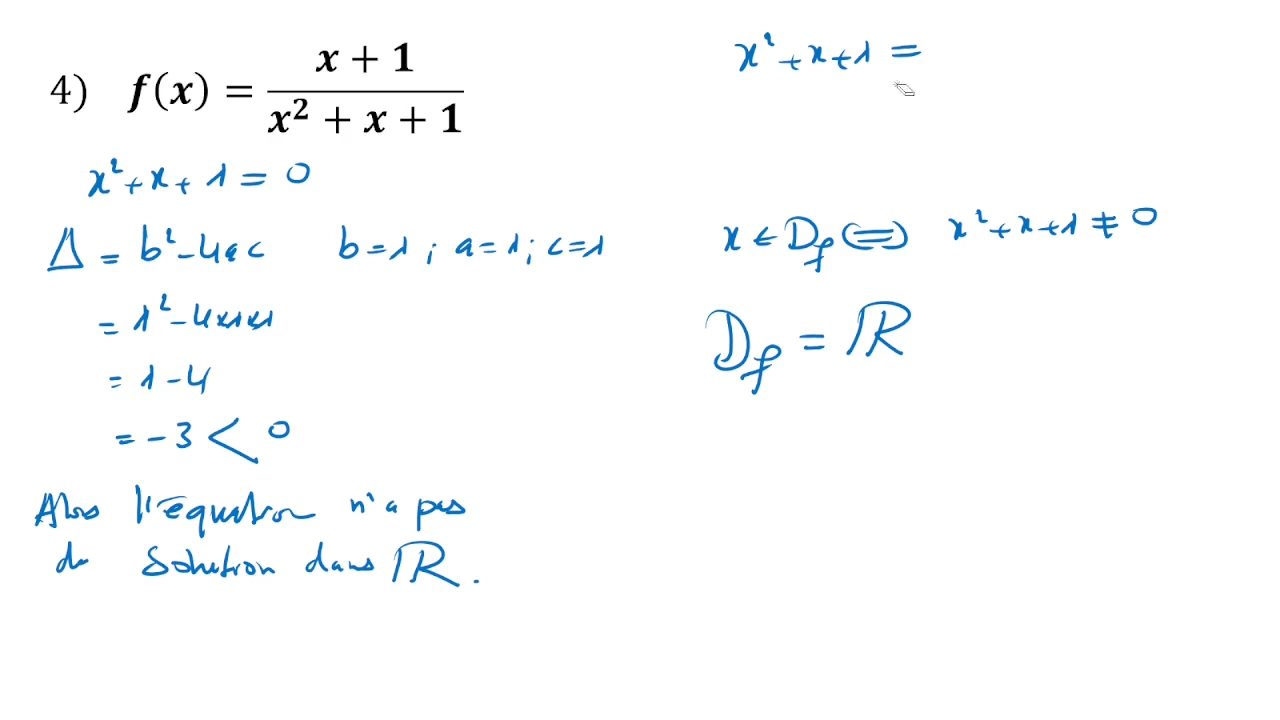 4) f(x) = (x + 1)/(x² + x + 1)
x² + x + 1 = 0
Δ = b² - 4ac   b = 1 ; a = 1 ; c = 1
= 1² - 4×1×1
= 1 - 4
= -3 < 0
Alors l'équation n'a pas
de solution dans ℝ.
x² + x + 1 =
x ∈ Df ⟺ x² + x + 1 ≠ 0
Df = ℝ